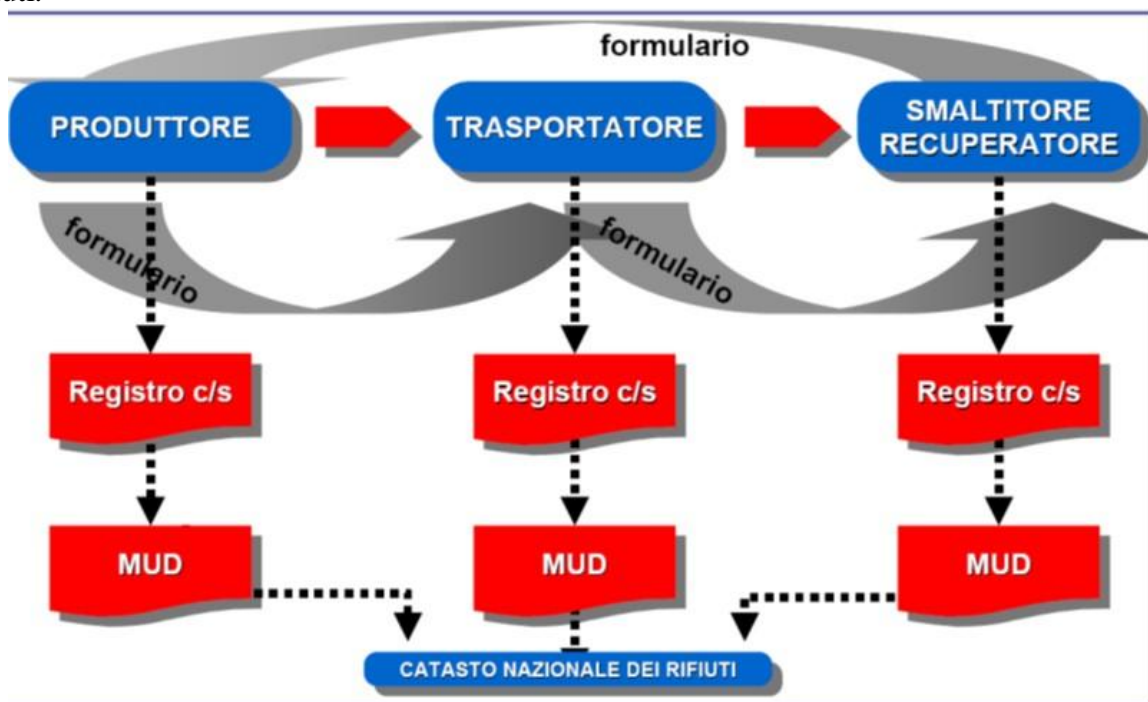 formulario
PRODUTTORE
TRASPORTATORE
SMALTITORE
RECUPERATORE
formulario
formulario
Registro c/s
Registro c/s
Registro c/s
MUD
MUD
MUD
CATASTO NAZIONALE DEI RIFIUTI